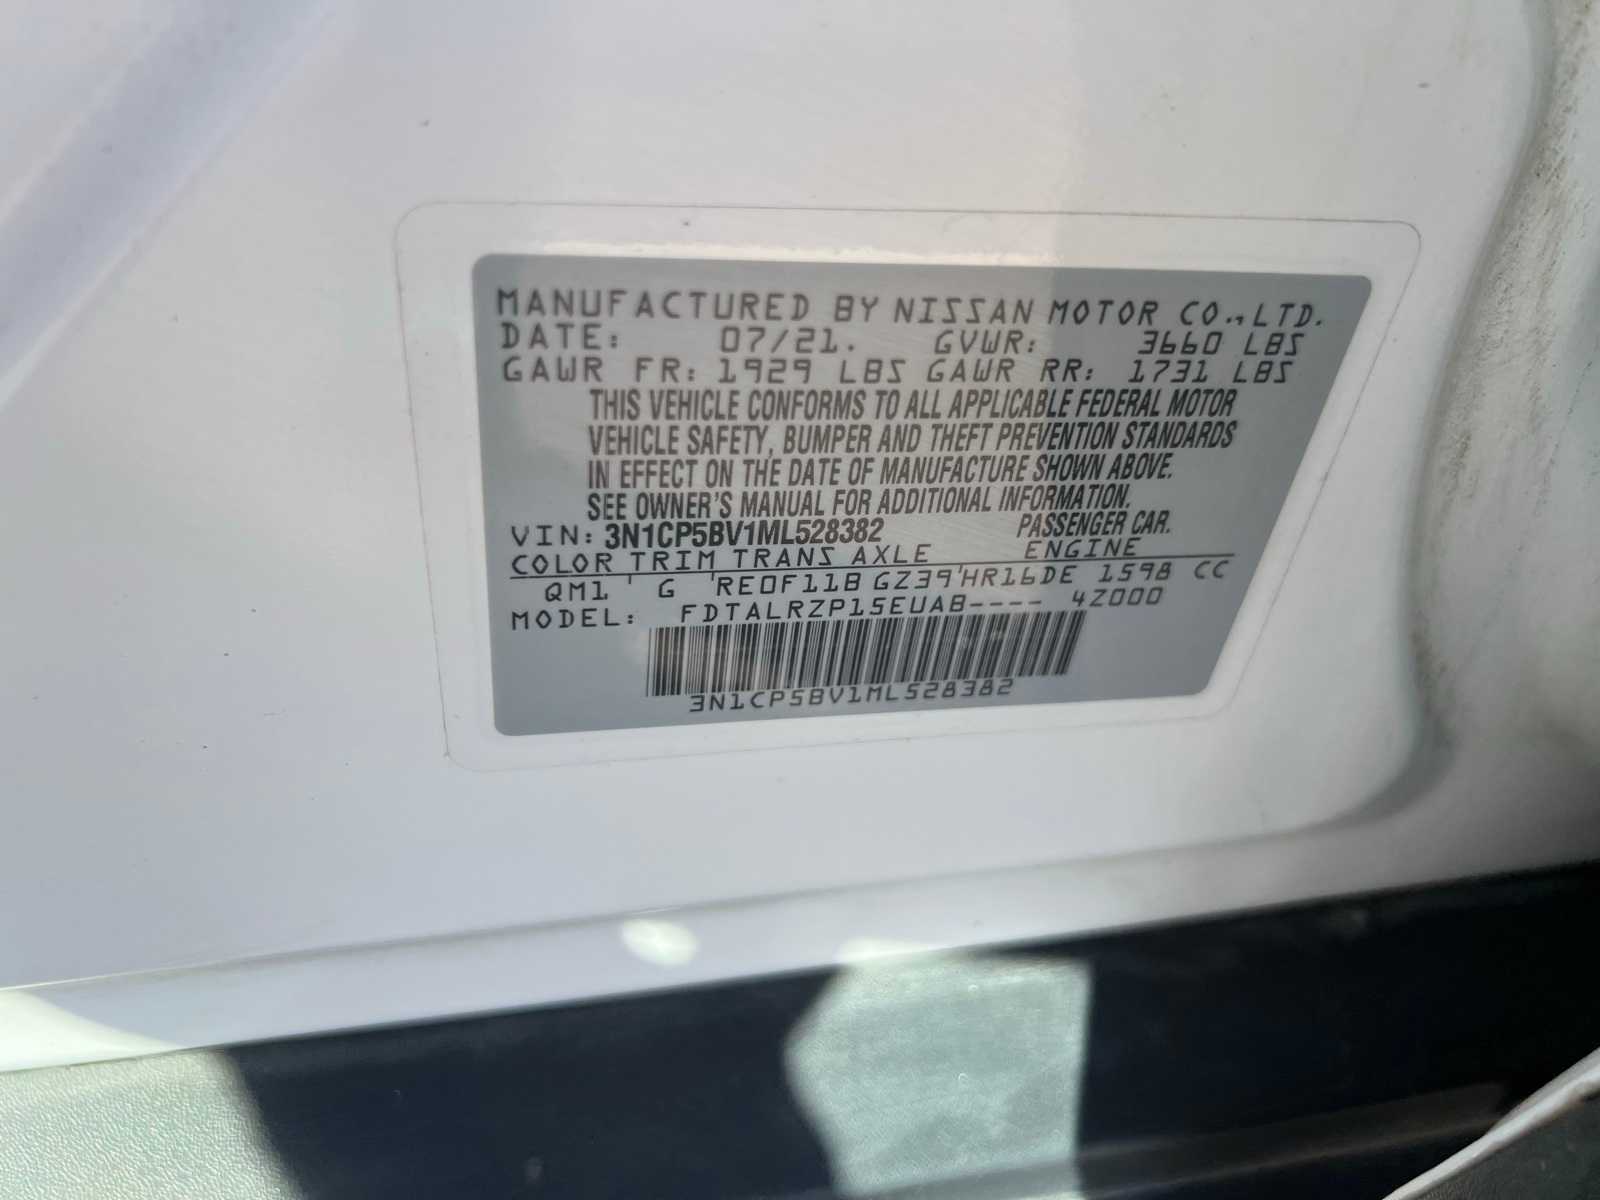 MANUFACTURED BY NISSAN MOTOR CO., LTD.
DATE: 07/21. GVWR: 3660 LBS
GAWR FR: 1929 LBS GAWR RR: 1731 LBS
THIS VEHICLE CONFORMS TO ALL APPLICABLE FEDERAL MOTOR
VEHICLE SAFETY, BUMPER AND THEFT PREVENTION STANDARDS
IN EFFECT ON THE DATE OF MANUFACTURE SHOWN ABOVE.
SEE OWNER'S MANUAL FOR ADDITIONAL INFORMATION.
VIN: 3N1CP5BV1ML528382 PASSENGER CAR.
COLOR TRIM TRANS AXLE ENGINE
QM1 ' G 'RE0F11B GZ39'HR16DE 1598 CC
MODEL: FDTALRZP15EUAB---- 4Z000
3N1CP5BV1ML528382